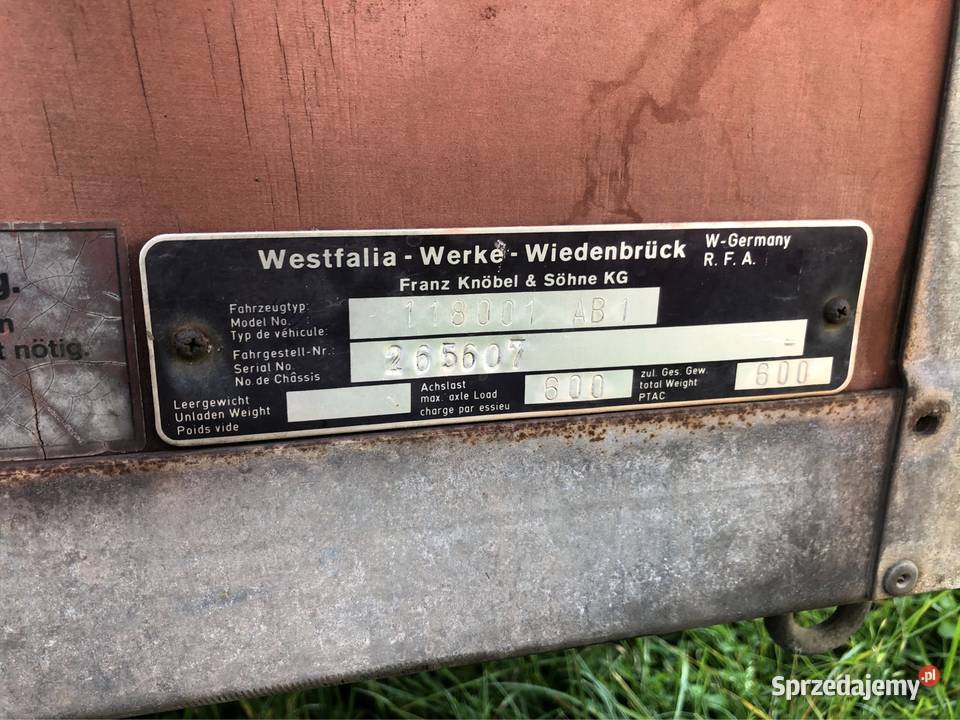 Westfalia - Werke - Wiedenbrück W-Germany
R. F. A.
Franz Knöbel & Söhne KG
Fahrzeugtyp:
Model No.
Typ de véhicule:
118001 AB1
Fahrgestell-Nr.:
Serial No.
No. de Châssis
265607
Leergewicht
Unladen Weight
Poids vide
Achslast
max. axle Load
charge par essieu
600
zul. Ges. Gew.
total Weight
PTAC
600
g.
n
t nötig.
Sprzedajemy.pl